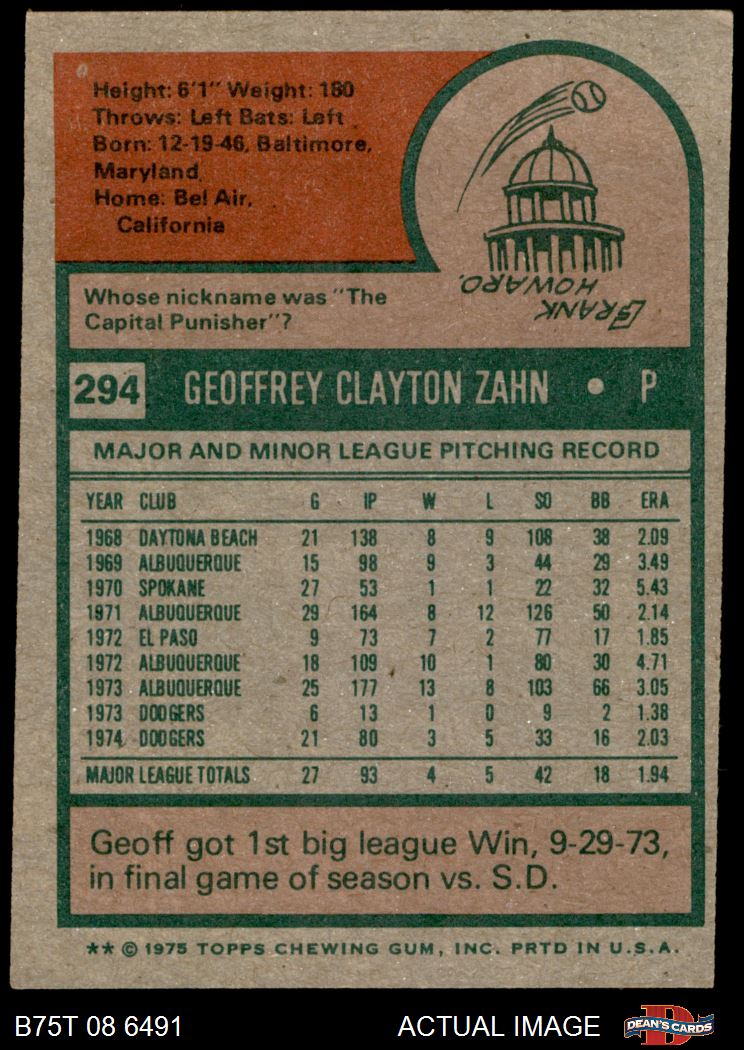 Height: 6'1" Weight: 180
Throws: Left Bats: Left
Born: 12-19-46, Baltimore,
Maryland
Home: Bel Air,
California
Whose nickname was "The
Capital Punisher"?
FRANK
HOWARD.
294 GEOFFREY CLAYTON ZAHN • P
MAJOR AND MINOR LEAGUE PITCHING RECORD
YEAR CLUB G IP W L SO BB ERA
1968 DAYTONA BEACH 21 138 8 9 108 38 2.09
1969 ALBUQUERQUE 15 98 9 3 44 29 3.49
1970 SPOKANE 27 53 1 1 22 32 5.43
1971 ALBUQUERQUE 29 164 8 12 126 50 2.14
1972 EL PASO 9 73 7 2 77 17 1.85
1972 ALBUQUERQUE 18 109 10 1 80 30 4.71
1973 ALBUQUERQUE 25 177 13 8 103 66 3.05
1973 DODGERS 6 13 1 0 9 2 1.38
1974 DODGERS 21 80 3 5 33 16 2.03
MAJOR LEAGUE TOTALS 27 93 4 5 42 18 1.94
Geoff got 1st big league Win, 9-29-73,
in final game of season vs. S.D.
** © 1975 TOPPS CHEWING GUM, INC. PRTD IN U.S.A.
B75T 08 6491 ACTUAL IMAGE D DEAN'S CARDS